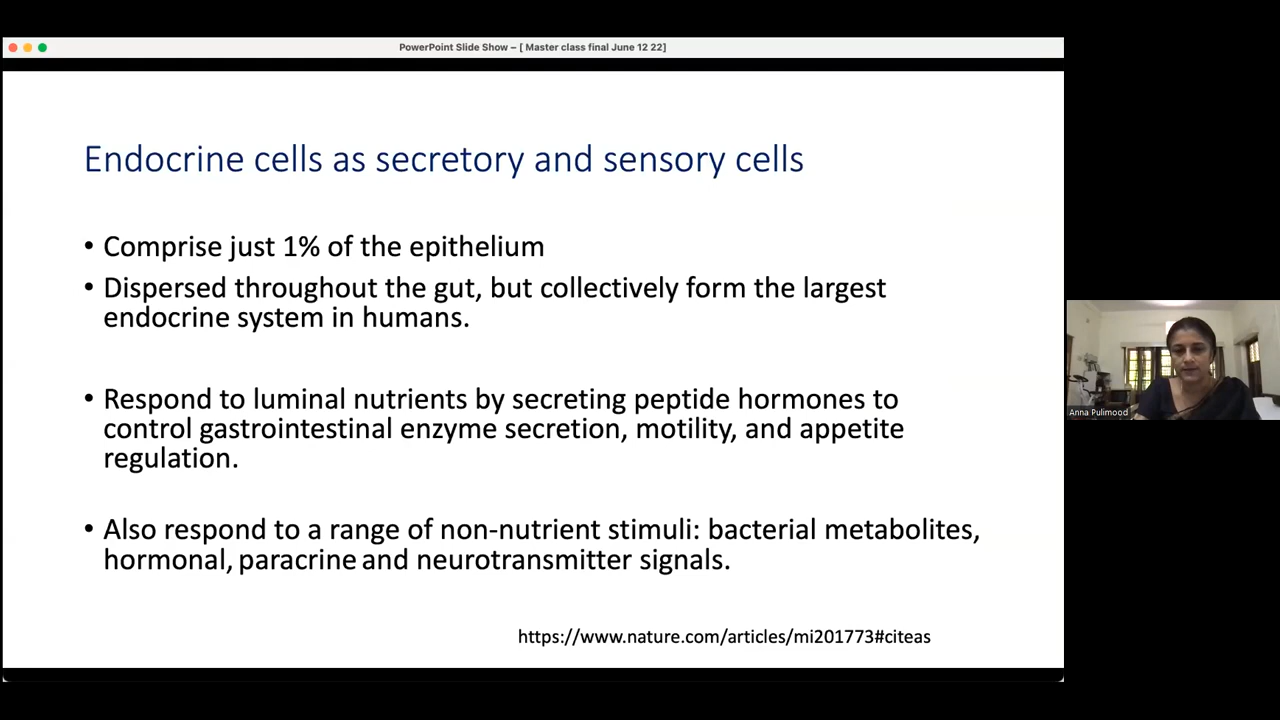 PowerPoint Slide Show – [ Master class final June 12 22]
Endocrine cells as secretory and sensory cells
• Comprise just 1% of the epithelium
• Dispersed throughout the gut, but collectively form the largest
endocrine system in humans.
• Respond to luminal nutrients by secreting peptide hormones to
control gastrointestinal enzyme secretion, motility, and appetite
regulation.
• Also respond to a range of non-nutrient stimuli: bacterial metabolites,
hormonal, paracrine and neurotransmitter signals.
https://www.nature.com/articles/mi201773#citeas
Anna Pulimood